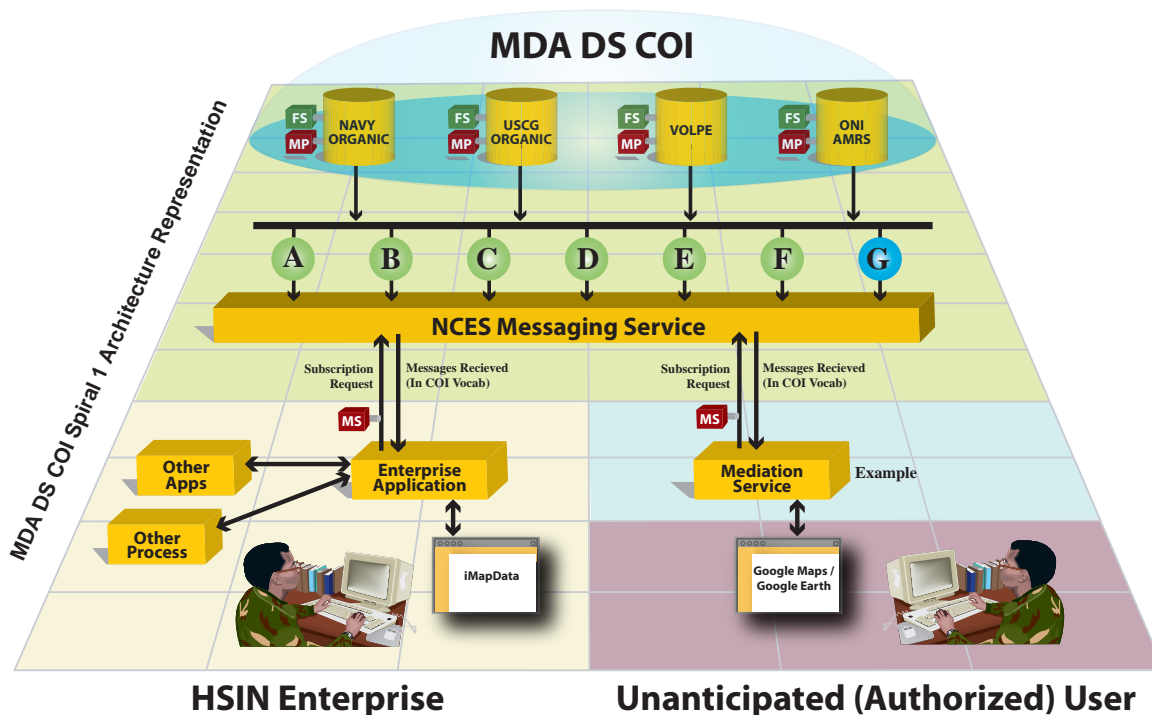 MDA DS COI
MDA DS COI Spiral 1 Architecture Representation
FS
MP
NAVY
ORGANIC
FS
MP
USCG
ORGANIC
FS
MP
VOLPE
FS
MP
ONI
AMRS
A
B
C
D
E
F
G
NCES Messaging Service
Subscription
Request
Messages Recieved
(In COI Vocab)
Subscription
Request
Messages Recieved
(In COI Vocab)
MS
MS
Other
Apps
Enterprise
Application
Mediation
Service
Example
Other
Process
iMapData
Google Maps /
Google Earth
HSIN Enterprise
Unanticipated (Authorized) User